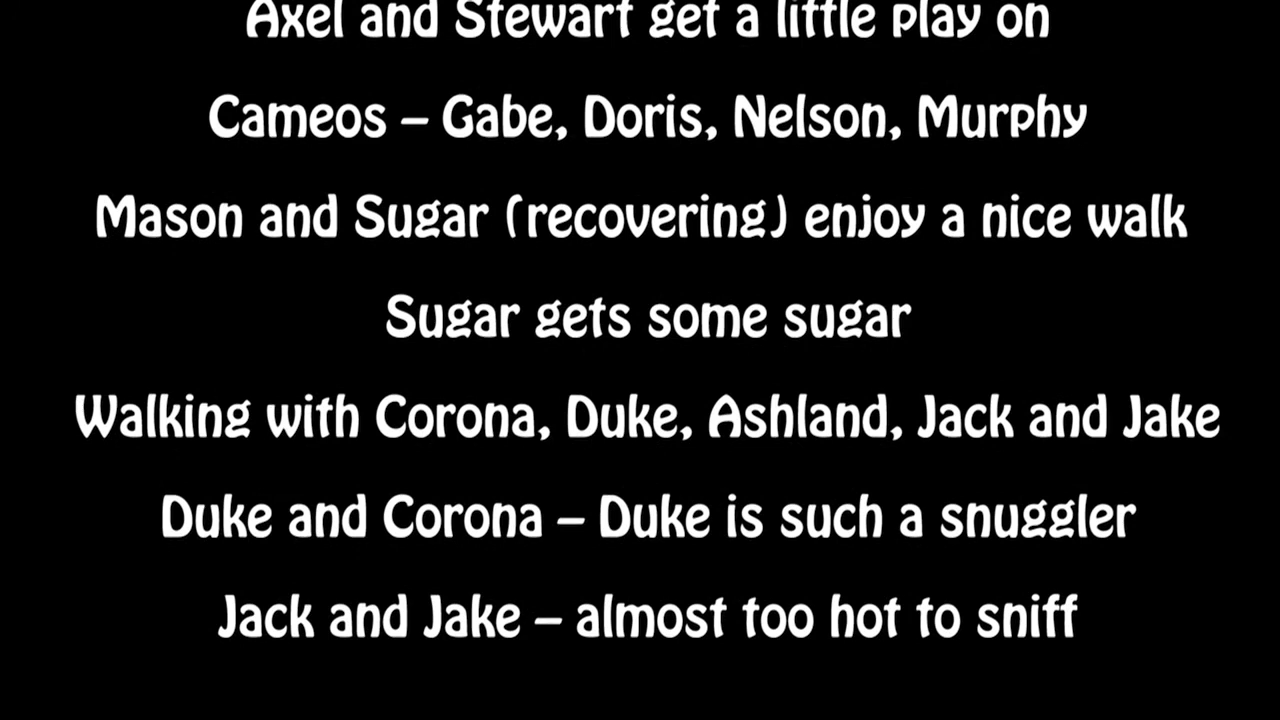 Axel and Stewart get a little play on
Cameos – Gabe, Doris, Nelson, Murphy
Mason and Sugar (recovering) enjoy a nice walk
Sugar gets some sugar
Walking with Corona, Duke, Ashland, Jack and Jake
Duke and Corona – Duke is such a snuggler
Jack and Jake – almost too hot to sniff